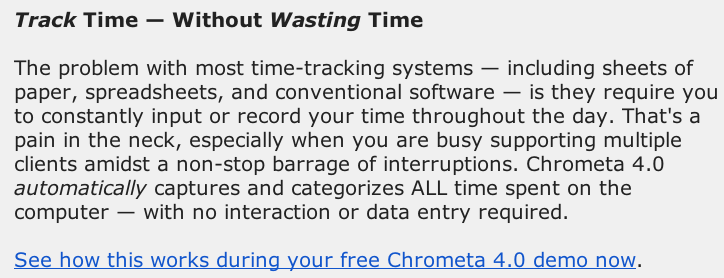 Track Time — Without Wasting Time
The problem with most time-tracking systems — including sheets of
paper, spreadsheets, and conventional software — is they require you
to constantly input or record your time throughout the day. That's a
pain in the neck, especially when you are busy supporting multiple
clients amidst a non-stop barrage of interruptions. Chrometa 4.0
automatically captures and categorizes ALL time spent on the
computer — with no interaction or data entry required.
See how this works during your free Chrometa 4.0 demo now.